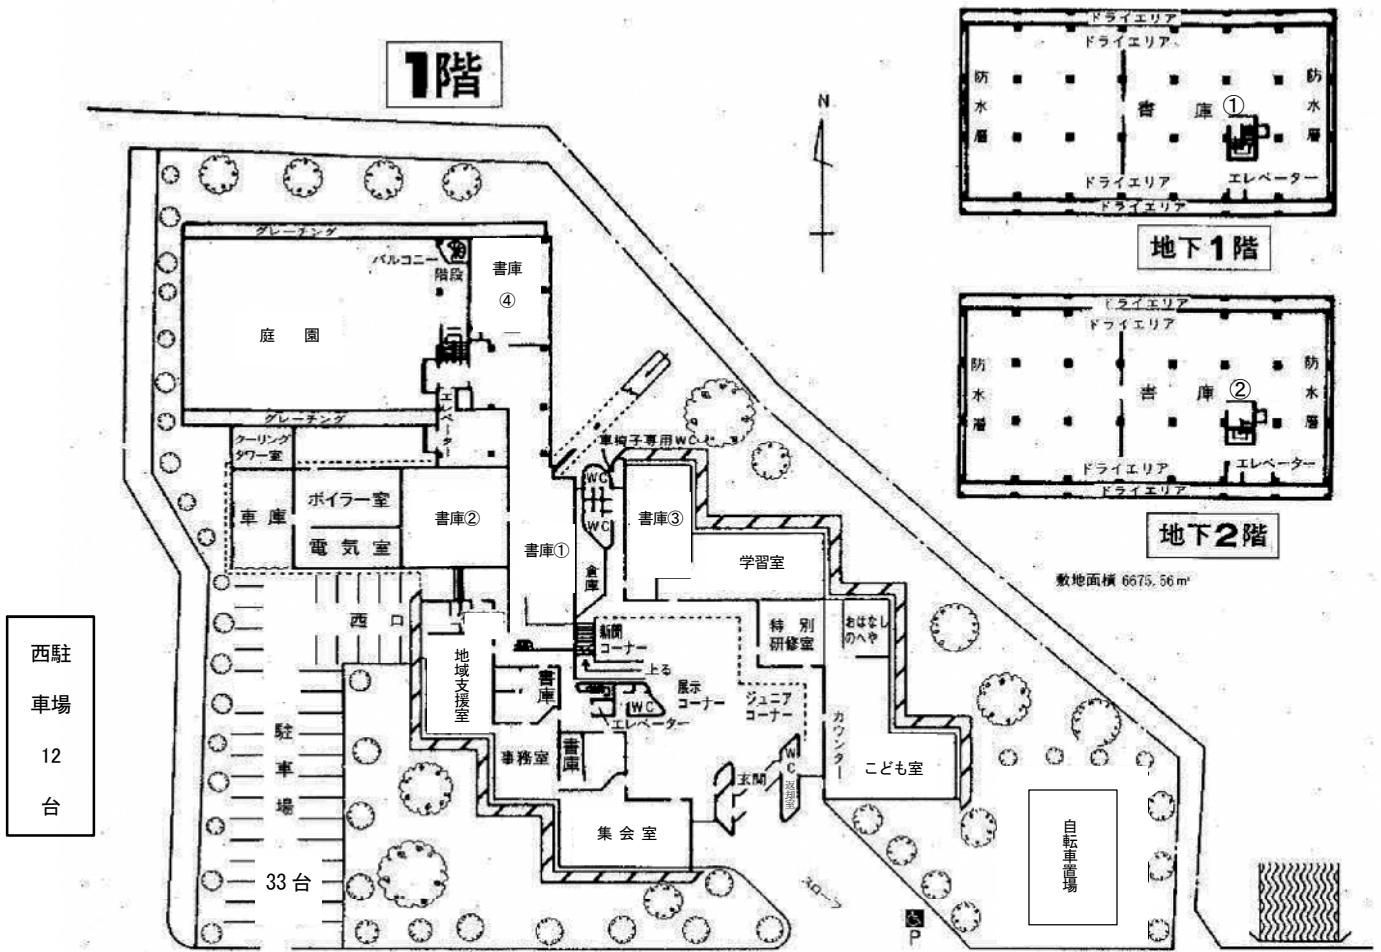 1階
N
グレーチング
バルコニー
階段
書庫
④
庭 園
グレーチング
エレベーター
クーリング
タワー室
車庫
ボイラー室
電気室
書庫②
書庫①
車椅子専用WC
WC
WC
倉庫
書庫③
学習室
特別
研修室
おはなし
のへや
西口
地域支援室
書庫
新聞
コーナー
上る
展示
コーナー
ジュニア
コーナー
WC
エレベーター
事務室
書庫
カウンター
こども室
玄関
WC
返却室
集会室
駐車場
33台
西駐
車場
12
台
スロープ
P
自転車置場
ドライエリア
ドライエリア
防水層
書庫①
防水層
ドライエリア
エレベーター
ドライエリア
地下1階
ドライエリア
ドライエリア
防水層
書庫②
防水層
ドライエリア
エレベーター
ドライエリア
地下2階
敷地面積 6675.56㎡